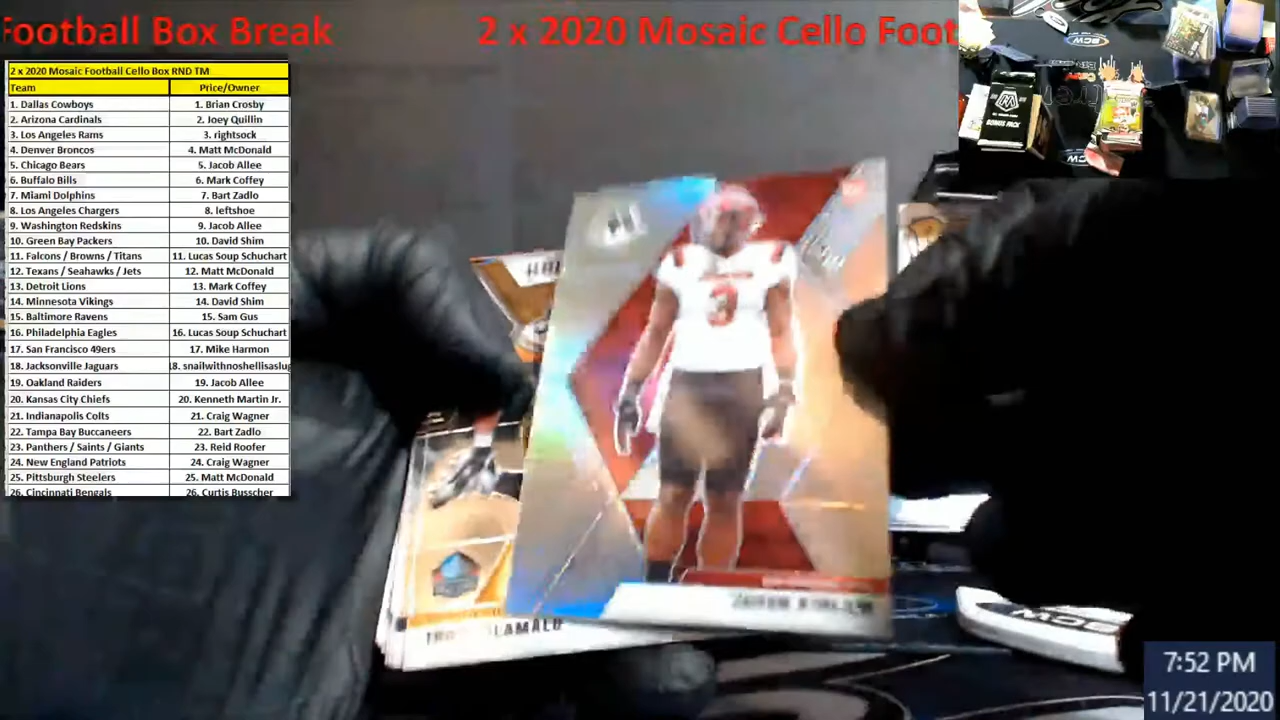 Football Box Break
2 x 2020 Mosaic Cello Foot
2 x 2020 Mosaic Football Cello Box RND TM
Team Price/Owner
1. Dallas Cowboys 1. Brian Crosby
2. Arizona Cardinals 2. Joey Quillin
3. Los Angeles Rams 3. rightsock
4. Denver Broncos 4. Matt McDonald
5. Chicago Bears 5. Jacob Allee
6. Buffalo Bills 6. Mark Coffey
7. Miami Dolphins 7. Bart Zadlo
8. Los Angeles Chargers 8. leftshoe
9. Washington Redskins 9. Jacob Allee
10. Green Bay Packers 10. David Shim
11. Falcons / Browns / Titans 11. Lucas Soup Schuchart
12. Texans / Seahawks / Jets 12. Matt McDonald
13. Detroit Lions 13. Mark Coffey
14. Minnesota Vikings 14. David Shim
15. Baltimore Ravens 15. Sam Gus
16. Philadelphia Eagles 16. Lucas Soup Schuchart
17. San Francisco 49ers 17. Mike Harmon
18. Jacksonville Jaguars 18. snailwithnoshellisaslug
19. Oakland Raiders 19. Jacob Allee
20. Kansas City Chiefs 20. Kenneth Martin Jr.
21. Indianapolis Colts 21. Craig Wagner
22. Tampa Bay Buccaneers 22. Bart Zadlo
23. Panthers / Saints / Giants 23. Reid Roofer
24. New England Patriots 24. Craig Wagner
25. Pittsburgh Steelers 25. Matt McDonald
26. Cincinnati Bengals 26. Curtis Busscher
BONUS PACK
3
BCW
7:52 PM
11/21/2020